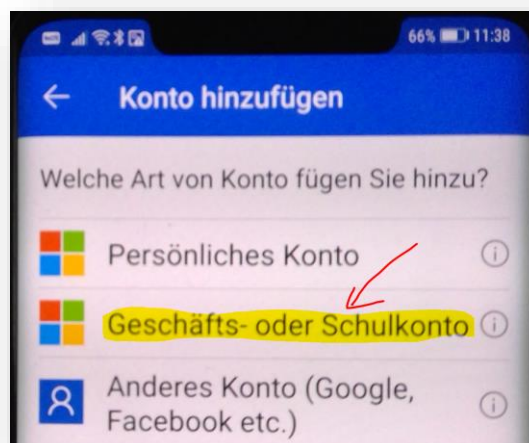 66% 11:38
Konto hinzufügen
Welche Art von Konto fügen Sie hinzu?
Persönliches Konto
Geschäfts- oder Schulkonto
Anderes Konto (Google,
Facebook etc.)